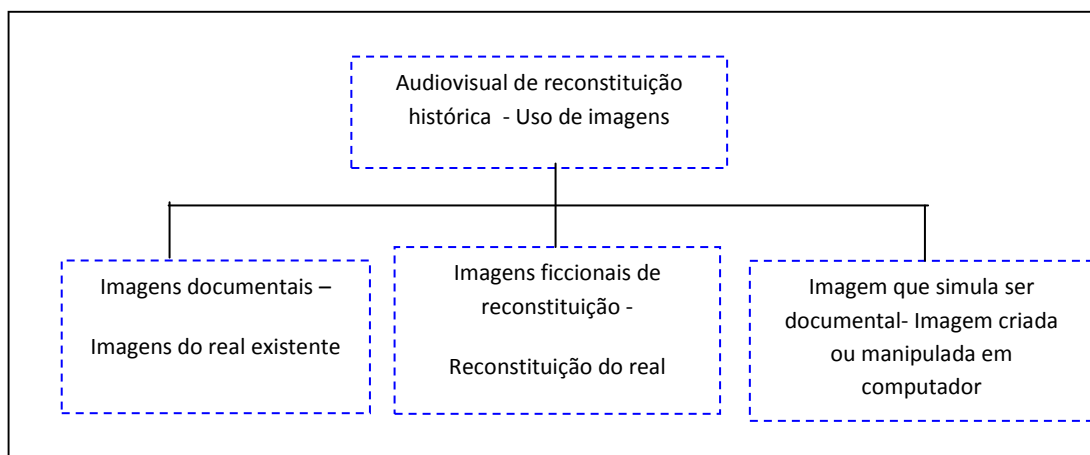 Audiovisual de reconstituição
histórica - Uso de imagens
Imagens documentais –
Imagens do real existente
Imagens ficcionais de
reconstituição -
Reconstituição do real
Imagem que simula ser
documental- Imagem criada
ou manipulada em
computador